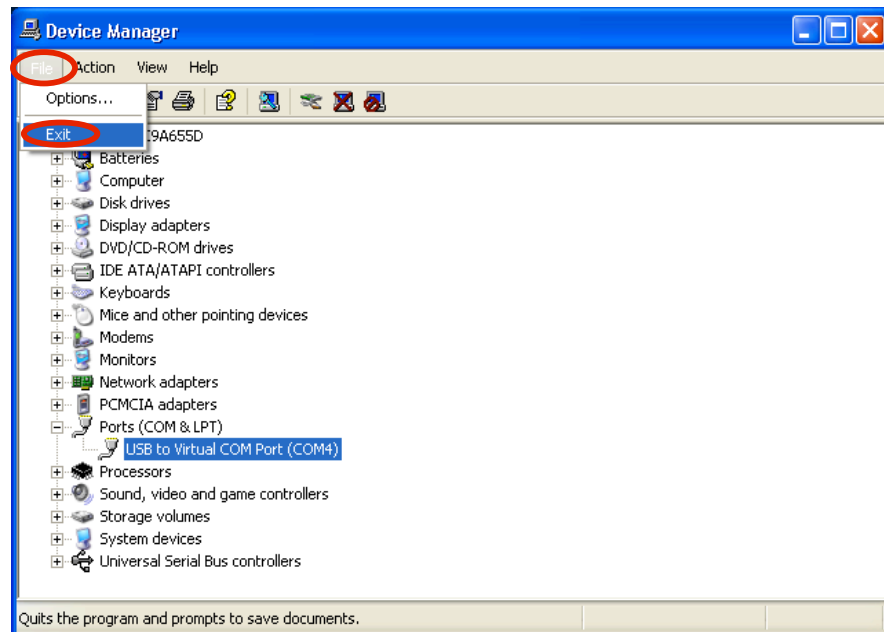 Device Manager
File Action View Help
Options...
Exit
C9A655D
Batteries
Computer
Disk drives
Display adapters
DVD/CD-ROM drives
IDE ATA/ATAPI controllers
Keyboards
Mice and other pointing devices
Modems
Monitors
Network adapters
PCMCIA adapters
Ports (COM & LPT)
USB to Virtual COM Port (COM4)
Processors
Sound, video and game controllers
Storage volumes
System devices
Universal Serial Bus controllers
Quits the program and prompts to save documents.